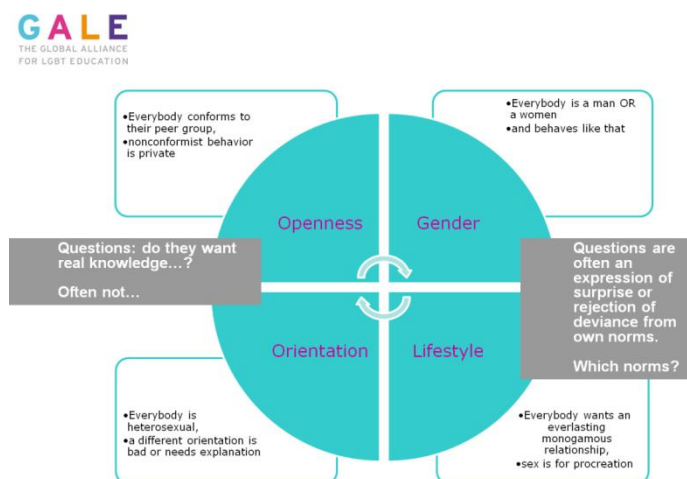 GALE
THE GLOBAL ALLIANCE
FOR LGBT EDUCATION
•Everybody conforms to
their peer group,
•nonconformist behavior
is private
•Everybody is a man OR
a women
•and behaves like that
Openness
Gender
Questions: do they want
real knowledge...?
Often not...
Questions are
often an
expression of
surprise or
rejection of
deviance from
own norms.
Which norms?
Orientation
Lifestyle
•Everybody is
heterosexual,
•a different orientation is
bad or needs explanation
•Everybody wants an
everlasting
monogamous
relationship,
•sex is for procreation